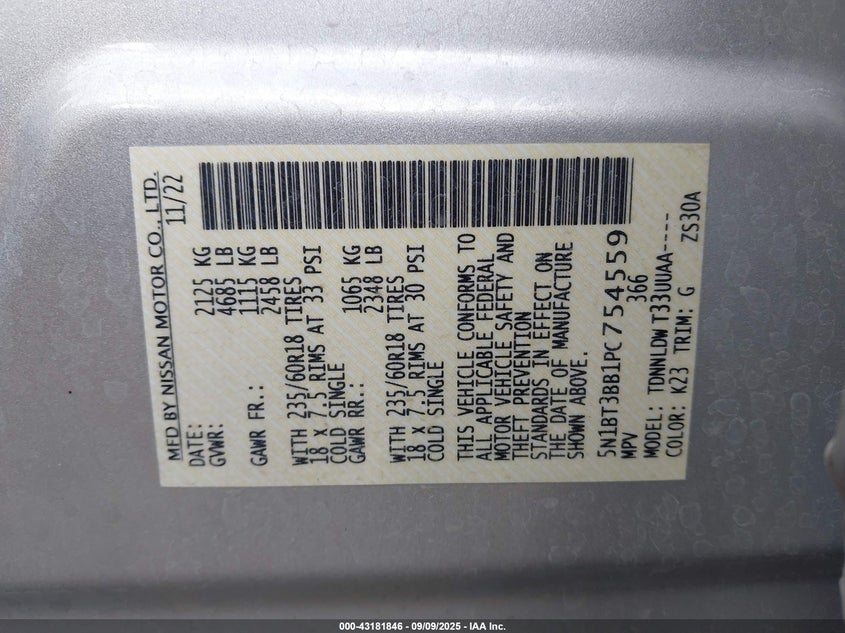 MFD BY NISSAN MOTOR CO., LTD.
DATE: 11/22
GVWR: 2125 KG
4685 LB
GAWR FR.: 1115 KG
2458 LB
WITH 235/60R18 TIRES
18 x 7.5 RIMS AT 33 PSI
COLD SINGLE
GAWR RR.: 1065 KG
2348 LB
WITH 235/60R18 TIRES
18 x 7.5 RIMS AT 30 PSI
COLD SINGLE
THIS VEHICLE CONFORMS TO
ALL APPLICABLE FEDERAL
MOTOR VEHICLE SAFETY AND
THEFT PREVENTION
STANDARDS IN EFFECT ON
THE DATE OF MANUFACTURE
SHOWN ABOVE.
5N1BT3BB1PC754559
MPV 366
MODEL: TDNNLDW T33UUAA----
COLOR: K23 TRIM: G ZS30A
000-43181846 - 09/09/2025 - IAA Inc.